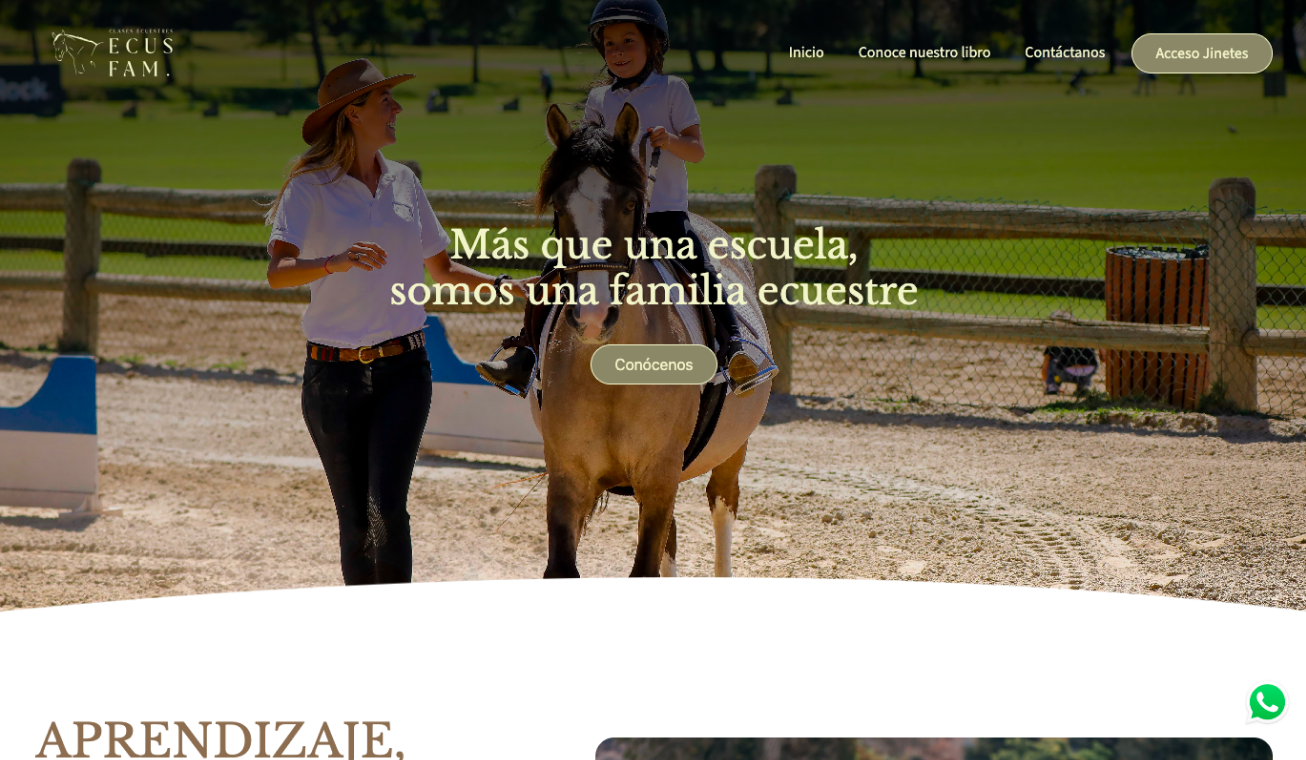 CLASES ECUESTRES
ECUS
FAM.
Inicio
Conoce nuestro libro
Contáctanos
Acceso Jinetes
Más que una escuela,
somos una familia ecuestre
Conócenos
APRENDIZAJE,